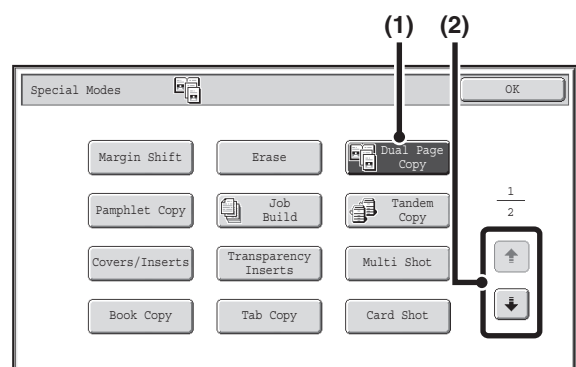 (1) (2)
Special Modes OK
Margin Shift Erase Dual Page
Copy
Pamphlet Copy Job
Build Tandem
Copy
1
2
Covers/Inserts Transparency
Inserts Multi Shot
Book Copy Tab Copy Card Shot